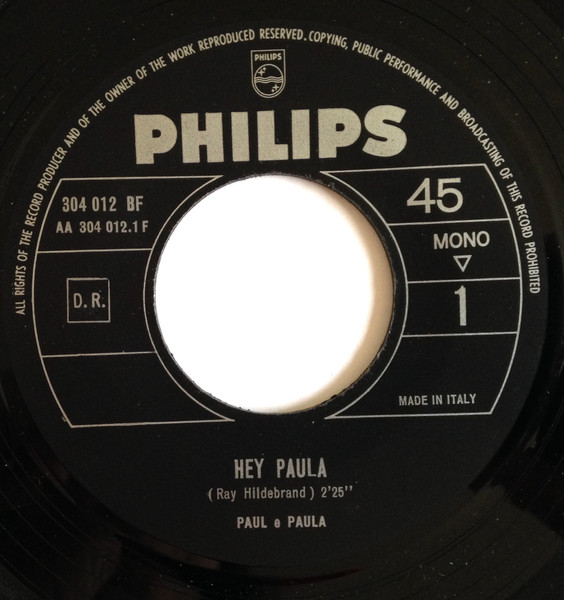 ALL RIGHTS OF THE RECORD PRODUCER AND OF THE OWNER OF THE WORK REPRODUCED RESERVED. COPYING, PUBLIC PERFORMANCE AND BROADCASTING OF THIS RECORD PROHIBITED
PHILIPS
PHILIPS
304 012 BF
AA 304 012.1 F
D. R.
45
MONO
▽
1
MADE IN ITALY
HEY PAULA
(Ray Hildebrand) 2'25''
PAUL e PAULA